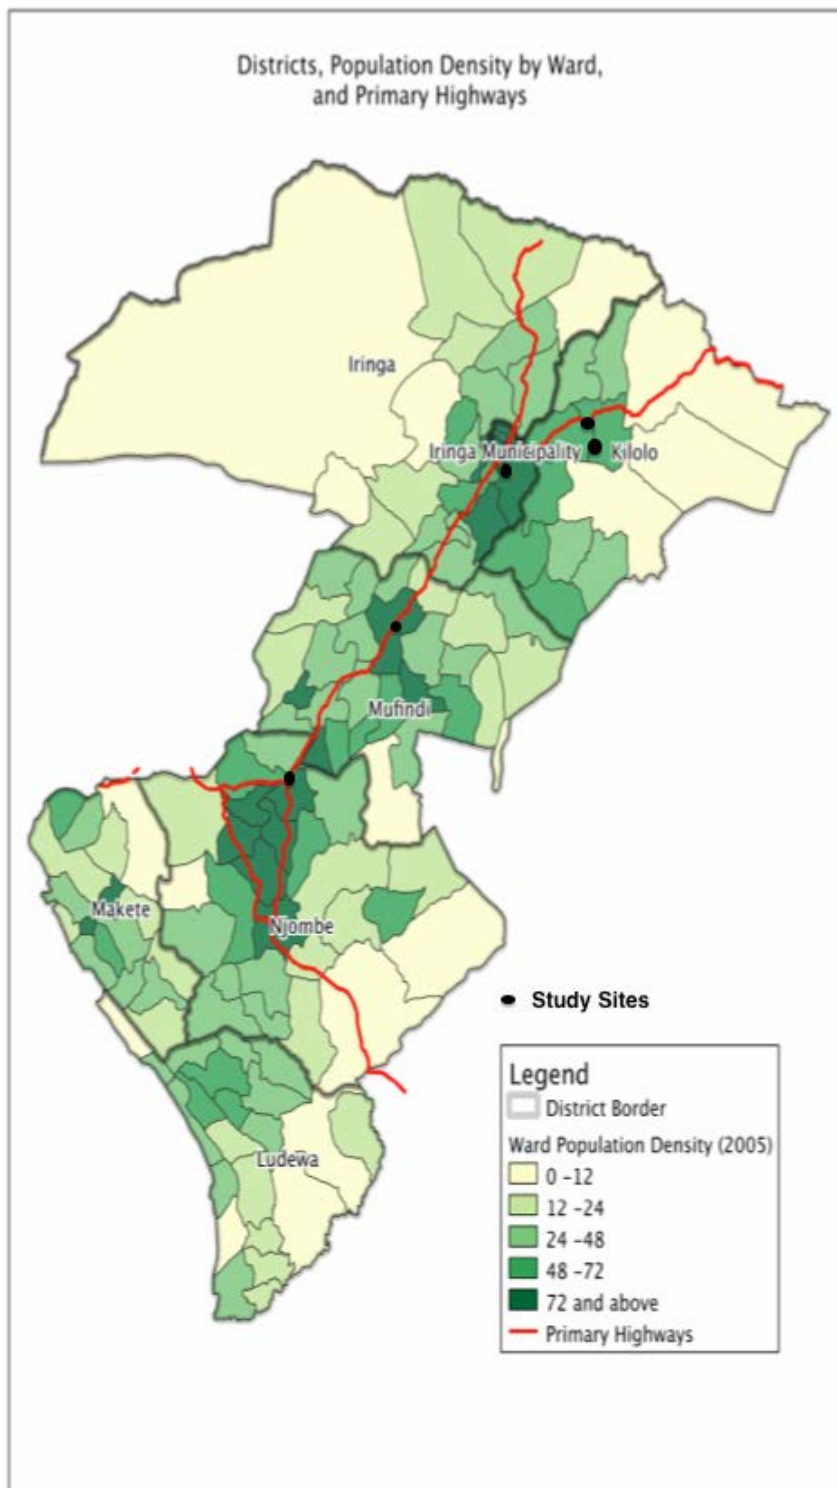 Districts, Population Density by Ward,
and Primary Highways
Iringa
Iringa Municipality
Kilolo
Mufindi
Makete
Njombe
Ludewa
Study Sites
Legend
District Border
Ward Population Density (2005)
0 –12
12 –24
24 –48
48 –72
72 and above
Primary Highways